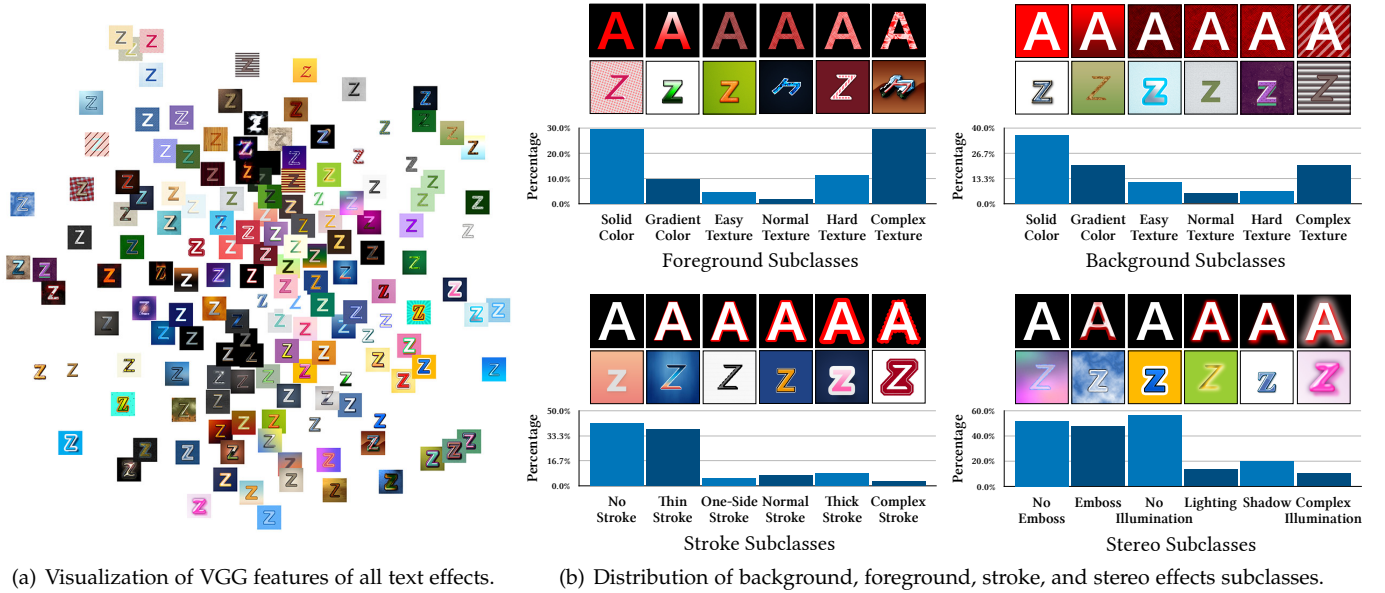 30.0%
20.0%
10.0%
0.0%
Percentage
Solid Color
Gradient Color
Easy Texture
Normal Texture
Hard Texture
Complex Texture
Foreground Subclasses
40.0%
26.7%
13.3%
0.0%
Percentage
Solid Color
Gradient Color
Easy Texture
Normal Texture
Hard Texture
Complex Texture
Background Subclasses
50.0%
33.3%
16.7%
0.0%
Percentage
No Stroke
Thin Stroke
One-Side Stroke
Normal Stroke
Thick Stroke
Complex Stroke
Stroke Subclasses
60.0%
40.0%
20.0%
0.0%
Percentage
No Emboss
Emboss
No Illumination
Lighting
Shadow
Complex Illumination
Stereo Subclasses
A A A A A A
Z Z Z Z
A A A A A A
Z Z Z Z Z Z
A A A A A A
Z Z Z Z Z Z
A A A A A A
Z Z Z Z Z Z
(a) Visualization of VGG features of all text effects.
(b) Distribution of background, foreground, stroke, and stereo effects subclasses.